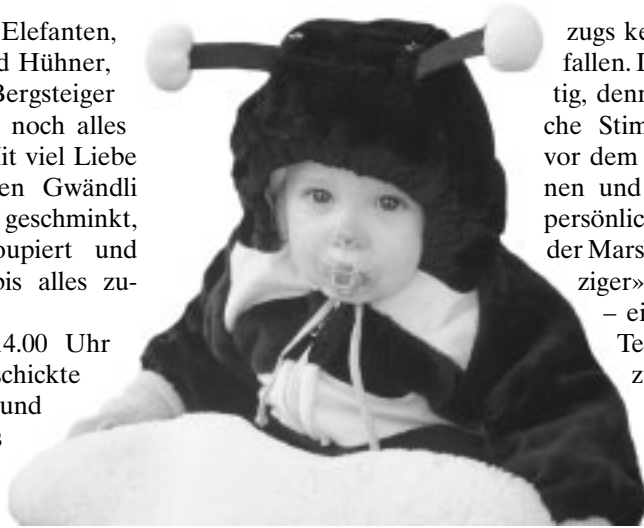 Elefanten,
d Hühner,
Bergsteiger
noch alles
it viel Liebe
en Gwändli
geschminkt,
oupiert und
bis alles zu-
14.00 Uhr
schickte
und
s
zugs ke
fallen. D
tig, denn
che Stim
vor dem
nen und
persönlic
der Mars
ziger»
– ei
Te
z